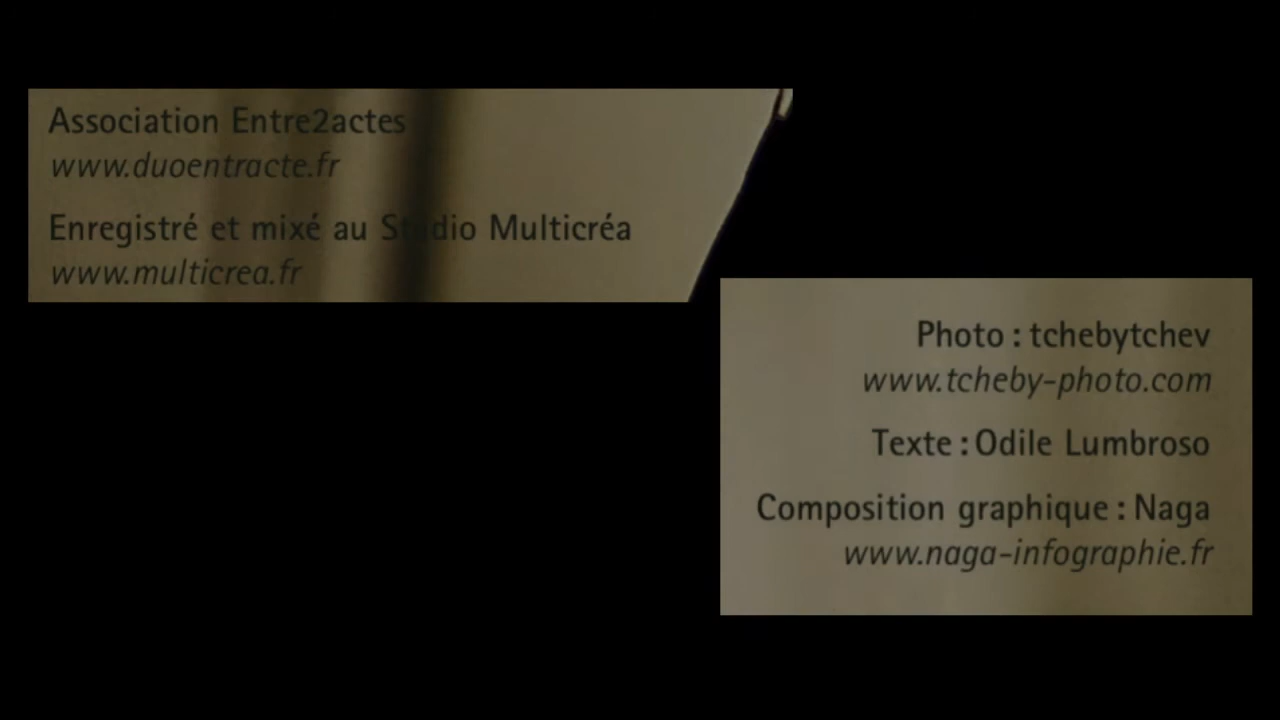 Association Entre2actes
www.duoentracte.fr
Enregistré et mixé au Studio Multicréa
www.multicrea.fr
Photo : tchebytchev
www.tcheby-photo.com
Texte : Odile Lumbroso
Composition graphique : Naga
www.naga-infographie.fr